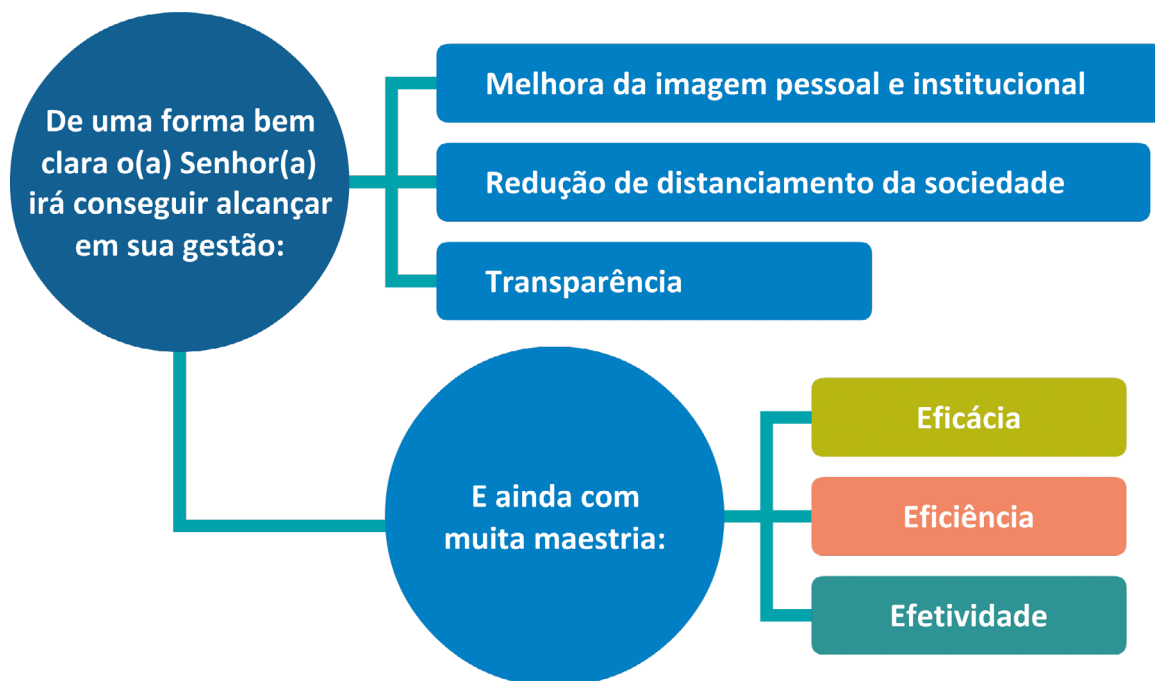 De uma forma bem
clara o(a) Senhor(a)
irá conseguir alcançar
em sua gestão:
Melhora da imagem pessoal e institucional
Redução de distanciamento da sociedade
Transparência
E ainda com
muita maestria:
Eficácia
Eficiência
Efetividade